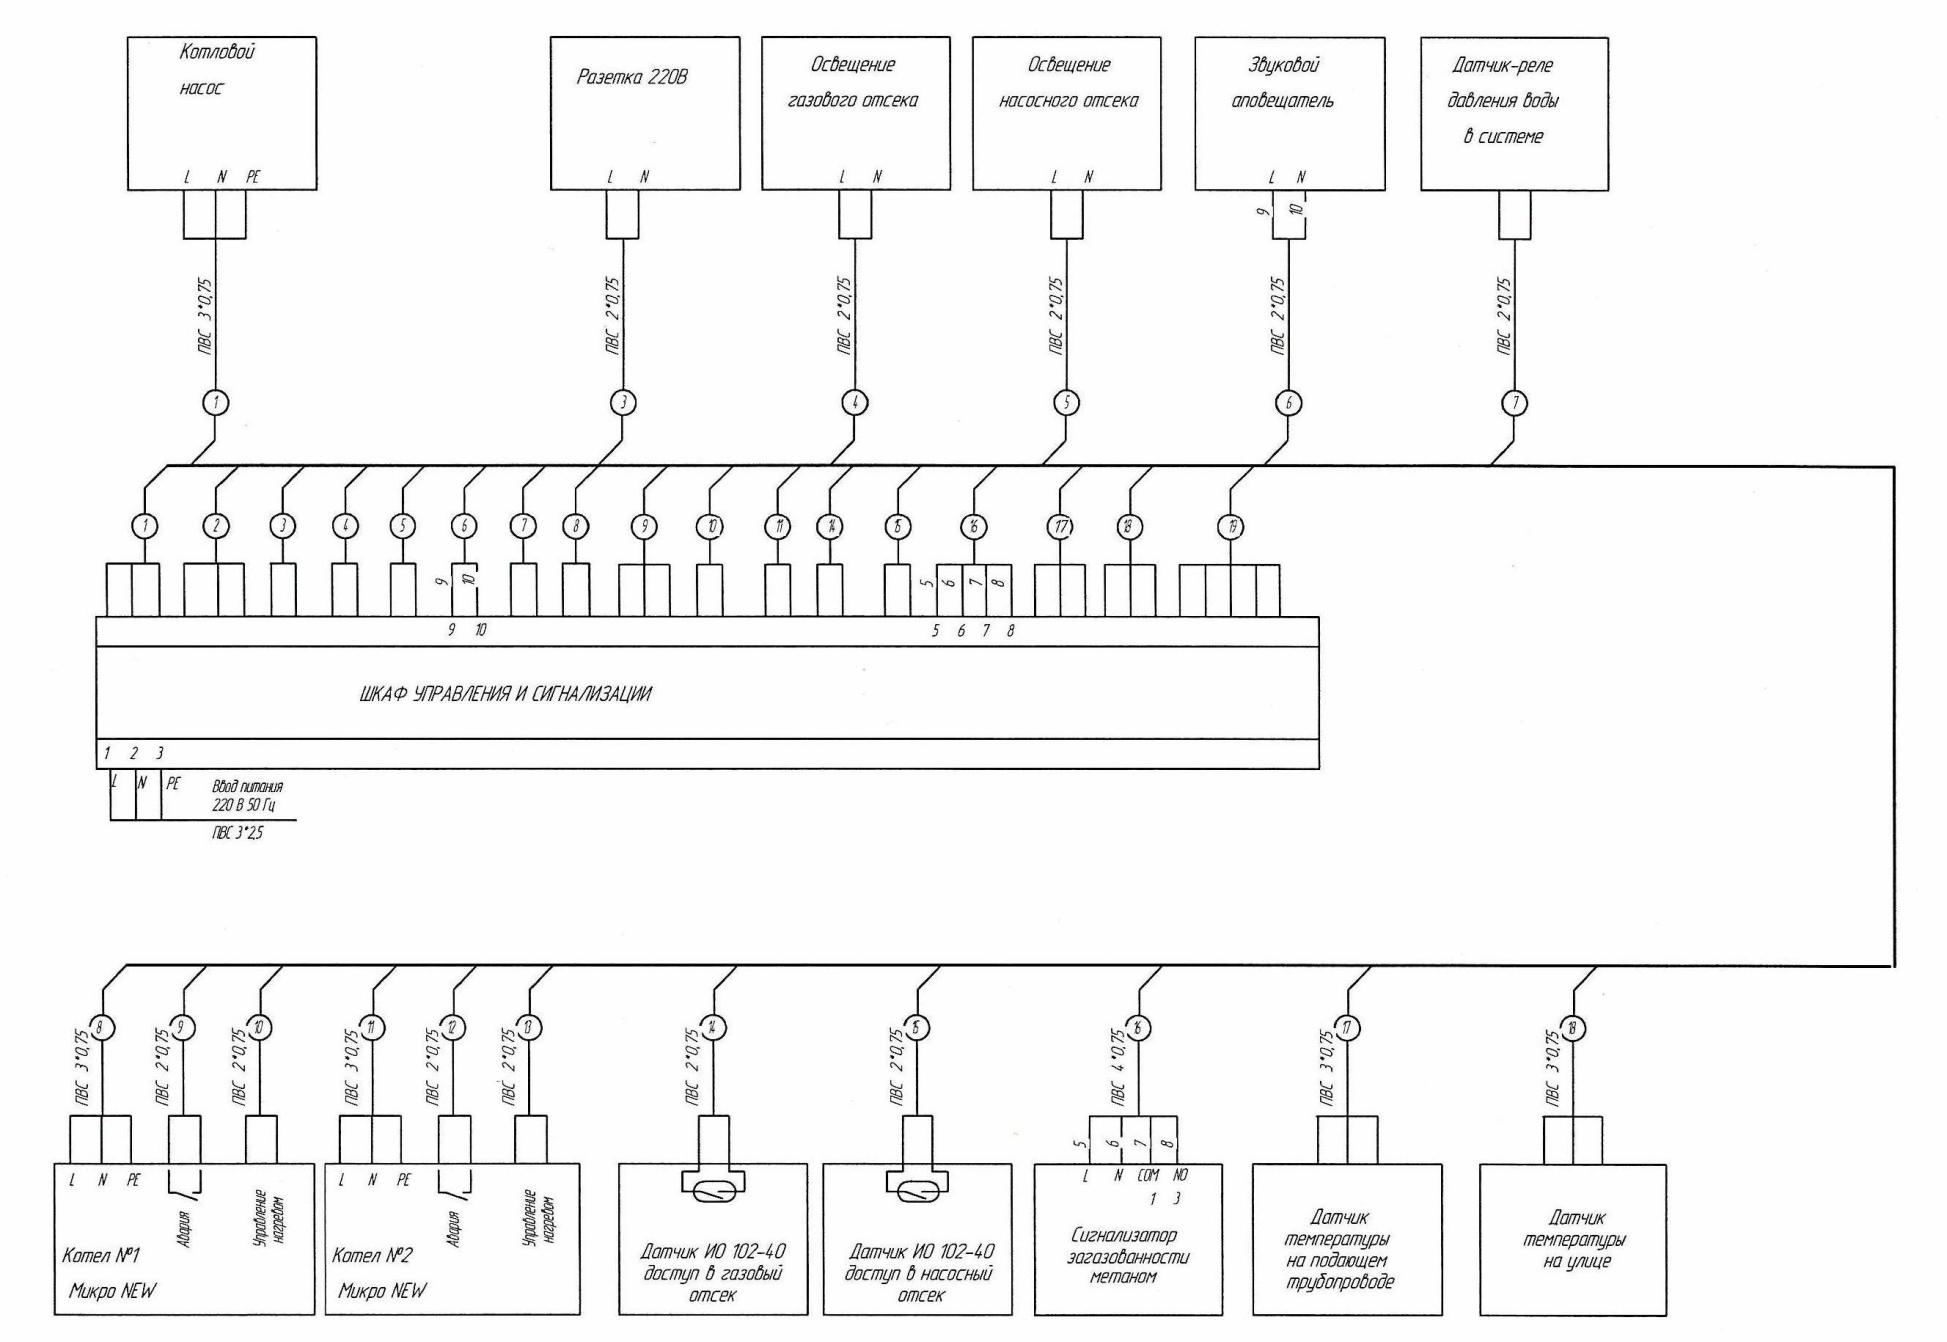 Котловой
насос
L N PE
ПВС 3*0,75
1
Разетка 220В
L N
ПВС 2*0,75
3
Освещение
газового отсека
L N
ПВС 2*0,75
4
Освещение
насосного отсека
L N
ПВС 2*0,75
5
Звуковой
оповещатель
L N
9 10
ПВС 2*0,75
6
Датчик-реле
давления воды
в системе
ПВС 2*0,75
7
1 2 3 4 5 6 7 8 9 10 11 14 15 16 17 18 19
9 10 5 6 7 8
9 10 5 6 7 8
ШКАФ УПРАВЛЕНИЯ И СИГНАЛИЗАЦИИ
1 2 3
L N PE
Ввод питания
220 В 50 Гц
ПВС 3*2,5
8 9 10 11 12 13 14 15 16 17 18
ПВС 3*0,75
ПВС 2*0,75
ПВС 2*0,75
ПВС 3*0,75
ПВС 2*0,75
ПВС 2*0,75
ПВС 2*0,75
ПВС 2*0,75
ПВС 4*0,75
ПВС 3*0,75
ПВС 3*0,75
L N PE
Авария
Управление
нагревом
Котел №1
Микро NEW
L N PE
Авария
Управление
нагревом
Котел №2
Микро NEW
Датчик ИО 102-40
доступ в газовый
отсек
Датчик ИО 102-40
доступ в насосный
отсек
5 6 7 8
L N COM NO
1 3
Сигнализатор
загазованности
метаном
Датчик
температуры
на подающем
трубопроводе
Датчик
температуры
на улице